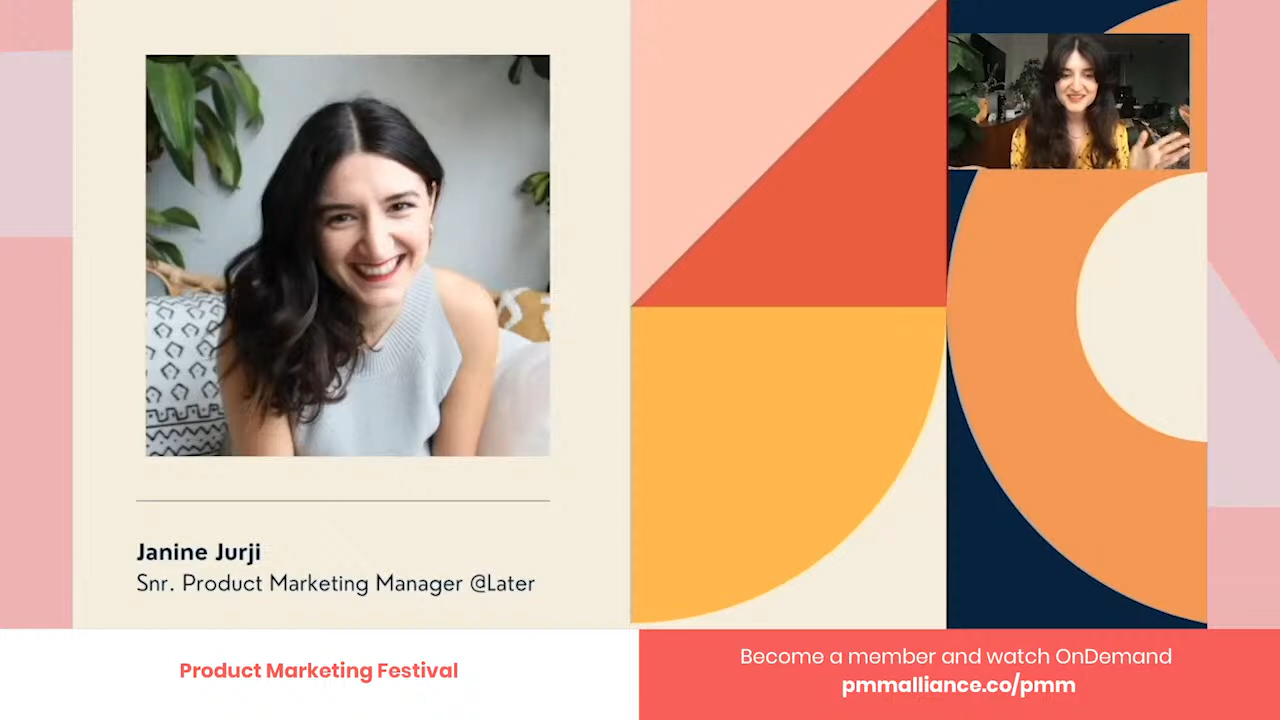 Janine Jurji
Snr. Product Marketing Manager @Later
Product Marketing Festival
Become a member and watch OnDemand
pmmalliance.co/pmm